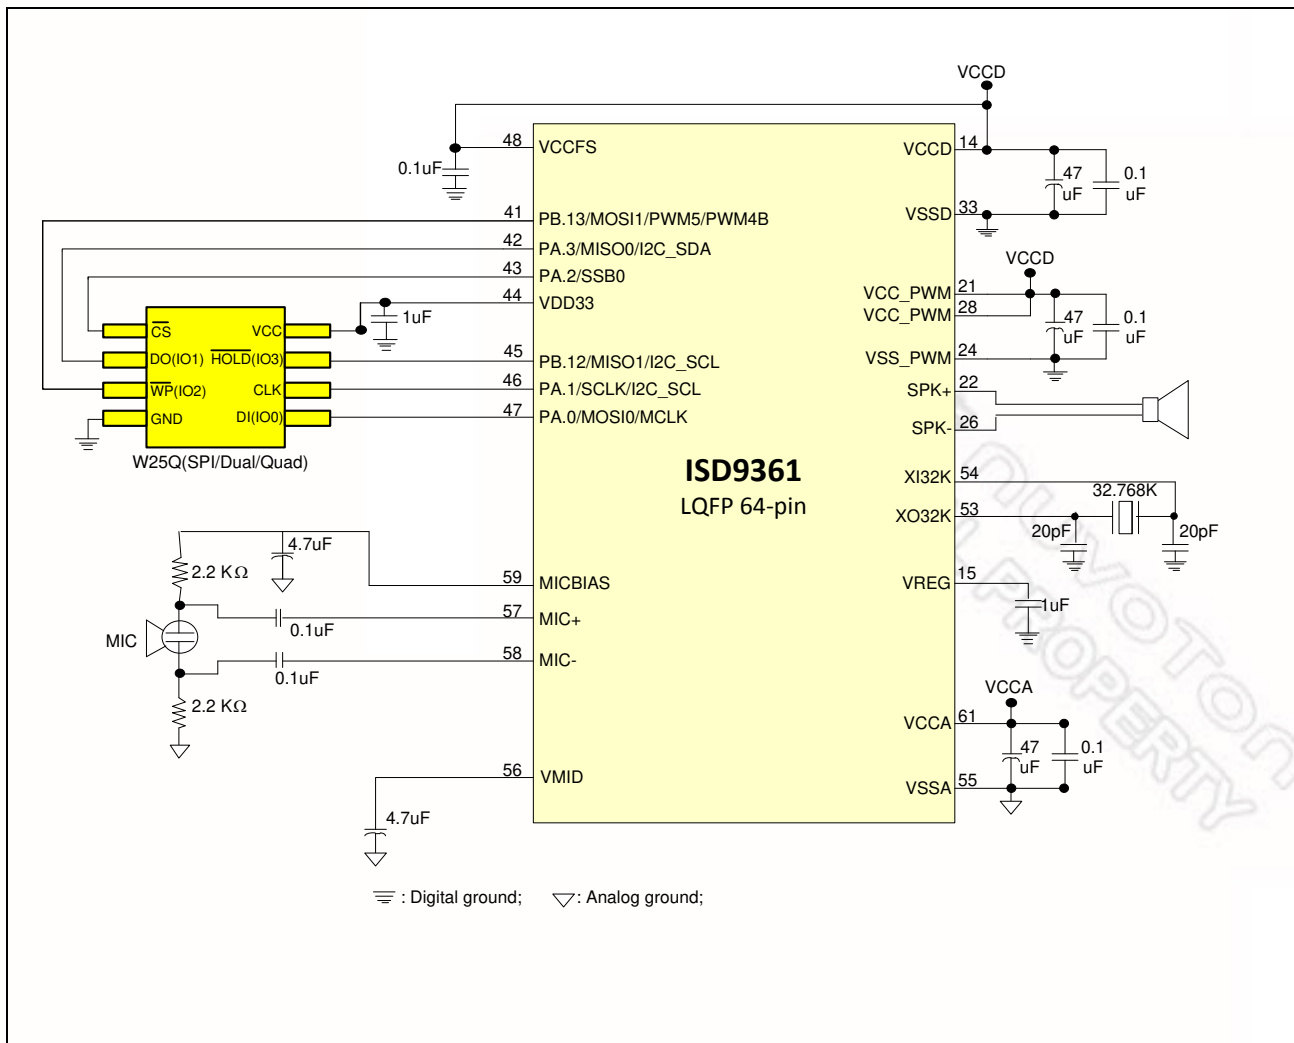 VCCD
48 VCCFS
VCCD 14
0.1uF
47
uF
0.1
uF
41 PB.13/MOSI1/PWM5/PWM4B
VSSD 33
42 PA.3/MISO0/I2C_SDA
43 PA.2/SSB0
VCCD
44 VDD33
VCC_PWM 21
1uF
VCC_PWM 28
47
uF
0.1
uF
CS VCC
DO(IO1) HOLD(IO3)
WP(IO2) CLK
GND DI(IO0)
W25Q(SPI/Dual/Quad)
45 PB.12/MISO1/I2C_SCL
VSS_PWM 24
46 PA.1/SCLK/I2C_SCL
SPK+ 22
47 PA.0/MOSI0/MCLK
SPK- 26
ISD9361
LQFP 64-pin
XI32K 54
32.768K
XO32K 53
20pF
20pF
4.7uF
2.2 KΩ
59 MICBIAS
VREG 15
1uF
57 MIC+
0.1uF
MIC
58 MIC-
0.1uF
2.2 KΩ
VCCA
VCCA 61
47
uF
0.1
uF
56 VMID
VSSA 55
4.7uF
: Digital ground; : Analog ground;
nuvoton
PROPERTY